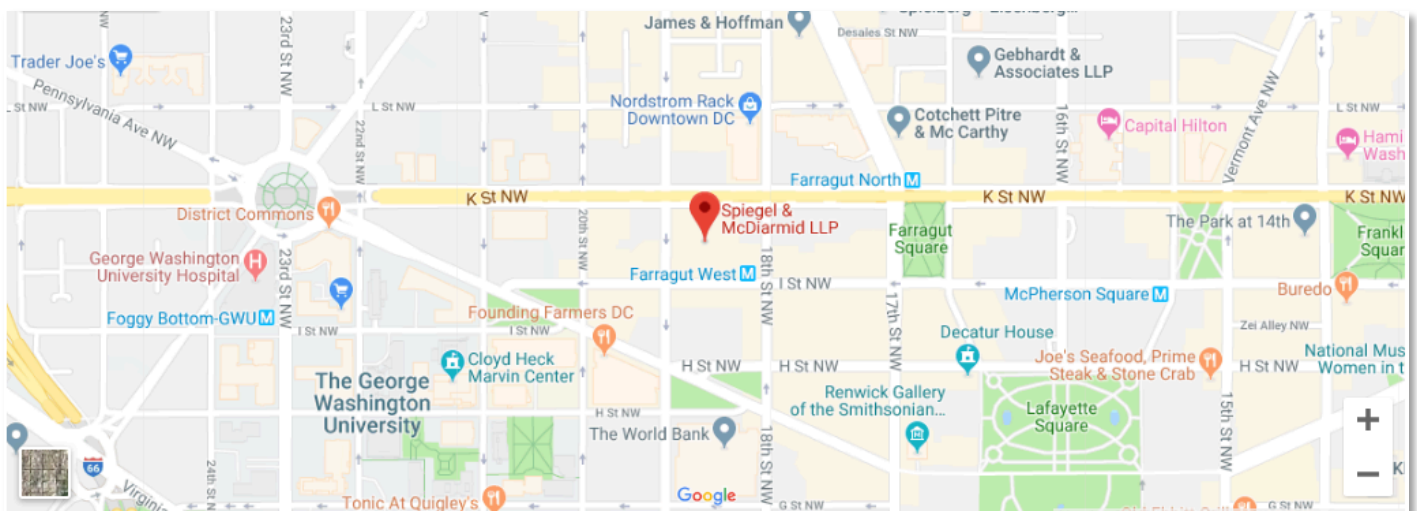 James & Hoffman
Desales St NW
Trader Joe's
23rd St NW
Gebhardt &
Associates LLP
Pennsylvania Ave NW
L St NW
22nd St NW
Nordstrom Rack
Downtown DC
Cotchett Pitre
& Mc Carthy
16th St NW
Capital Hilton
Vermont Ave NW
L St NW
Hami
Wash
Farragut North M
K St NW
K St NW
K St NW
District Commons
20th St NW
Spiegel &
McDiarmid LLP
Farragut
Square
The Park at 14th
Frankl
Squar
George Washington
University Hospital
H
23rd St NW
Farragut West M
18th St NW
I St NW
McPherson Square M
Buredo
Foggy Bottom-GWU M
I St NW
Founding Farmers DC
I St NW
17th St NW
Decatur House
Zei Alley NW
Cloyd Heck
Marvin Center
H St NW
H St NW
Joe's Seafood, Prime
Steak & Stone Crab
H St NW
National Mus
Women in t
The George
Washington
University
Renwick Gallery
of the Smithsonian...
Lafayette
Square
15th St NW
H St NW
The World Bank
18th St NW
66
24th St N
Virginia
Tonic At Quigley's
Google
G St NW
G St NW